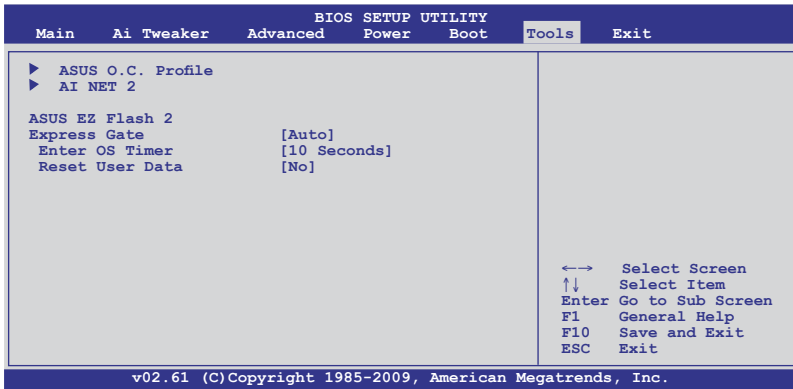 BIOS SETUP UTILITY
Main Ai Tweaker Advanced Power Boot Tools Exit
ASUS O.C. Profile
AI NET 2
ASUS EZ Flash 2
Express Gate [Auto]
Enter OS Timer [10 Seconds]
Reset User Data [No]
←→ Select Screen
↑↓ Select Item
Enter Go to Sub Screen
F1 General Help
F10 Save and Exit
ESC Exit
v02.61 (C)Copyright 1985-2009, American Megatrends, Inc.